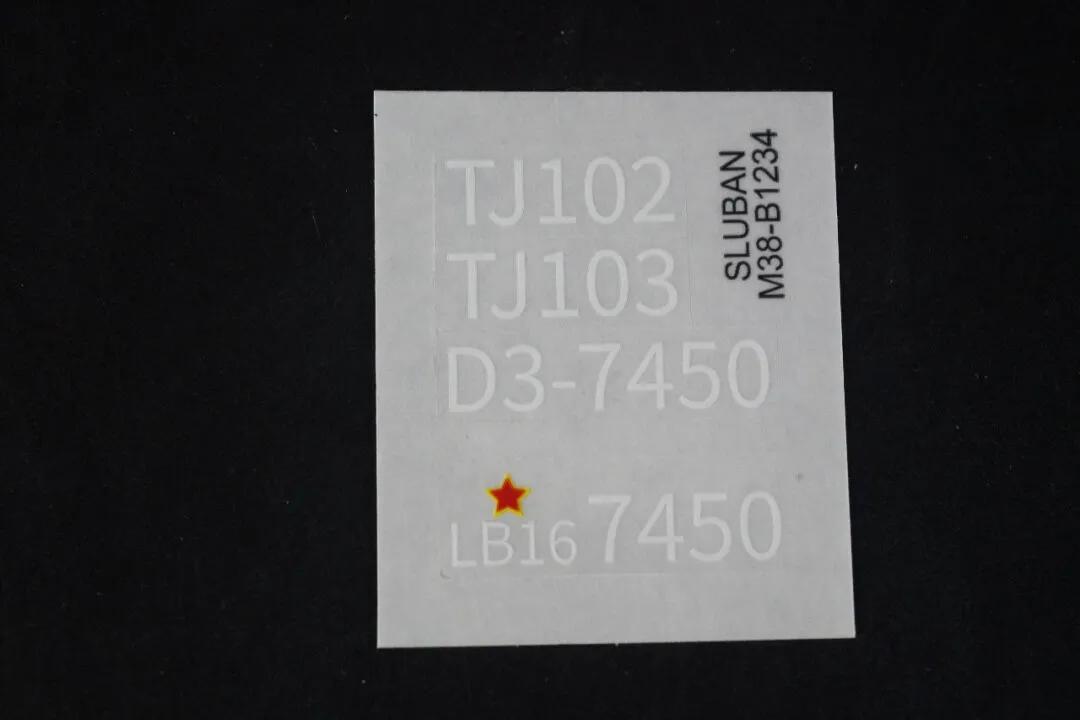 TJ102
TJ103
D3-7450
LB16 7450
SLUBAN
M38-B1234